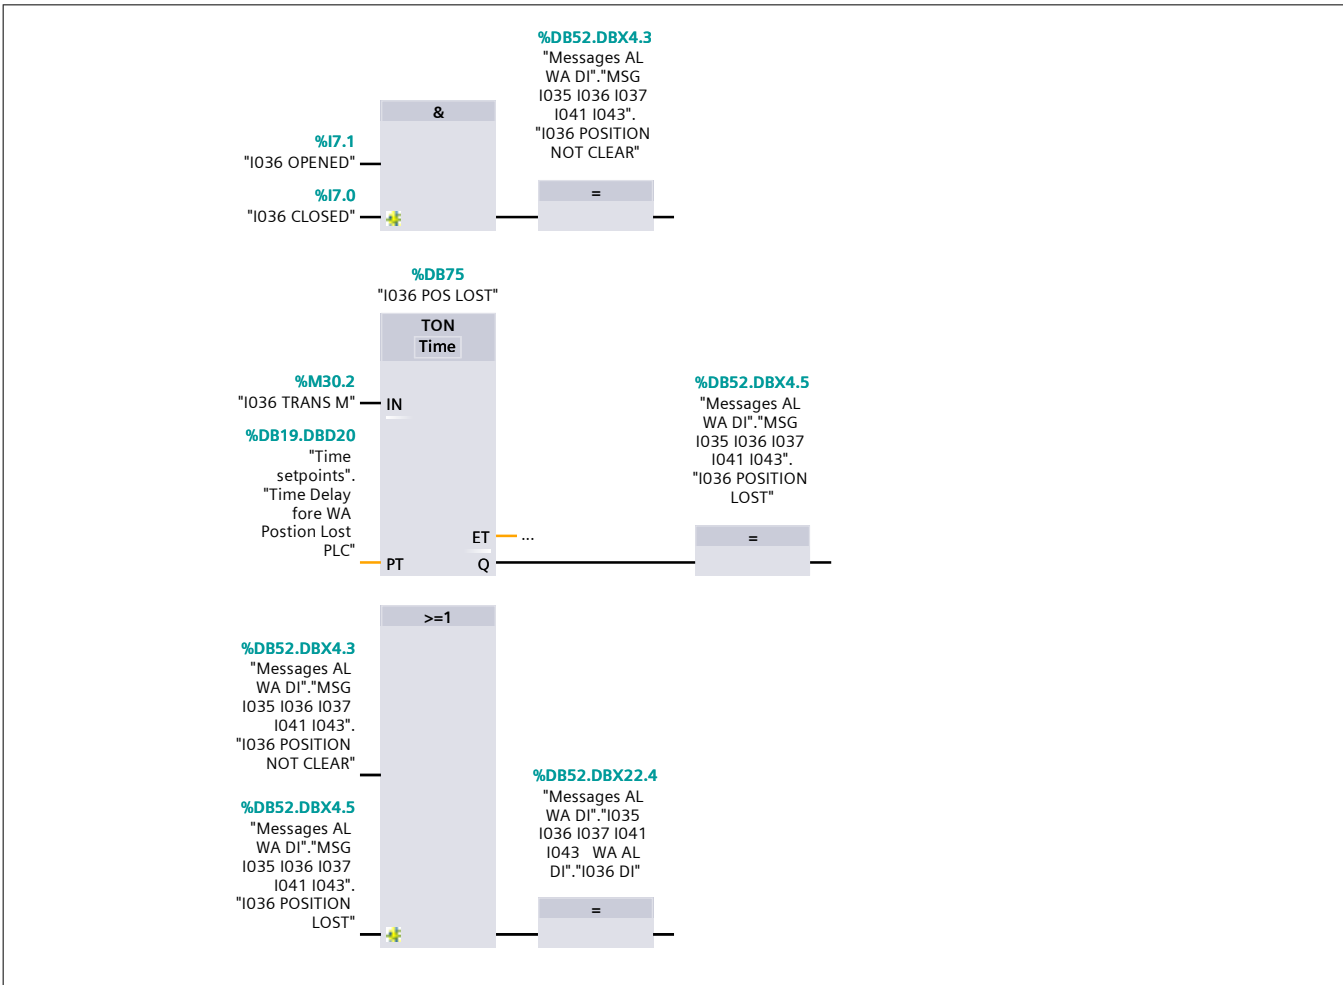 %DB52.DBX4.3
"Messages AL
WA DI"."MSG
I035 I036 I037
I041 I043".
"I036 POSITION
NOT CLEAR"
&
%I7.1
"I036 OPENED"
=
%I7.0
"I036 CLOSED"
%DB75
"I036 POS LOST"
TON
Time
%M30.2
"I036 TRANS M"
IN
%DB19.DBD20
"Time
setpoints".
"Time Delay
fore WA
Postion Lost
PLC"
PT
ET
...
Q
%DB52.DBX4.5
"Messages AL
WA DI"."MSG
I035 I036 I037
I041 I043".
"I036 POSITION
LOST"
=
>=1
%DB52.DBX4.3
"Messages AL
WA DI"."MSG
I035 I036 I037
I041 I043".
"I036 POSITION
NOT CLEAR"
%DB52.DBX4.5
"Messages AL
WA DI"."MSG
I035 I036 I037
I041 I043".
"I036 POSITION
LOST"
%DB52.DBX22.4
"Messages AL
WA DI"."I035
I036 I037 I041
I043 WA AL
DI"."I036 DI"
=